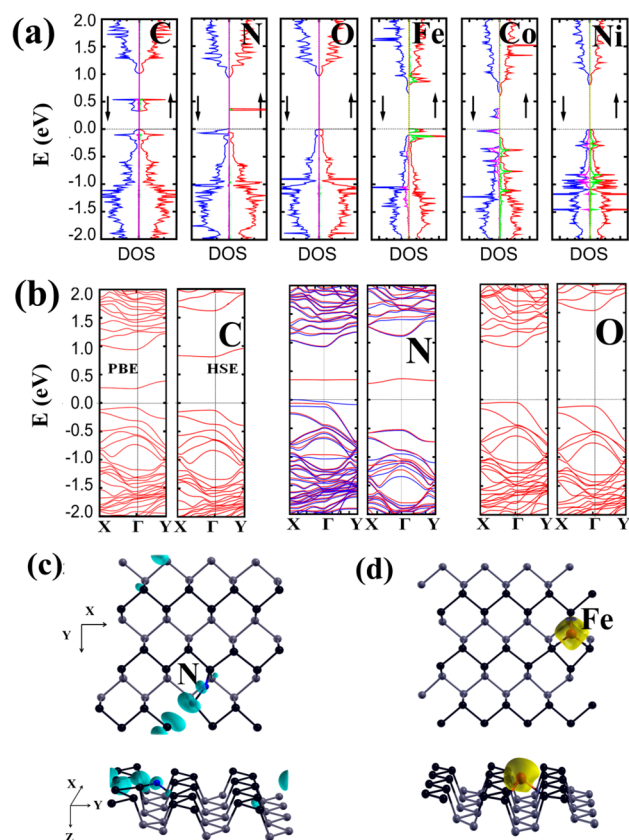 (a)
C N O Fe Co Ni
E (eV)
2.0
1.5
1.0
0.5
0.0
-0.5
-1.0
-1.5
-2.0
DOS DOS DOS DOS DOS DOS
(b)
C N O
PBE HSE
E (eV)
2.0
1.5
1.0
0.5
0.0
-0.5
-1.0
-1.5
-2.0
X Γ Y X Γ Y X Γ Y X Γ Y X Γ Y X Γ Y
(c) (d)
X
Y
N
Fe
X
Y
Z